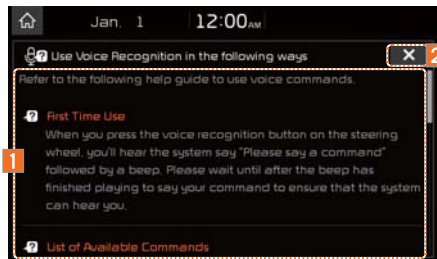 Jan. 1 12:00AM
Use Voice Recognition in the following ways
2
Refer to the following help guide to use voice commands.
First Time Use
When you press the voice recognition button on the steering
wheel, you'll hear the system say "Please say a command"
followed by a beep. Please wait until after the beep has
1
finished playing to say your command to ensure that the system
can hear you.
List of Available Commands